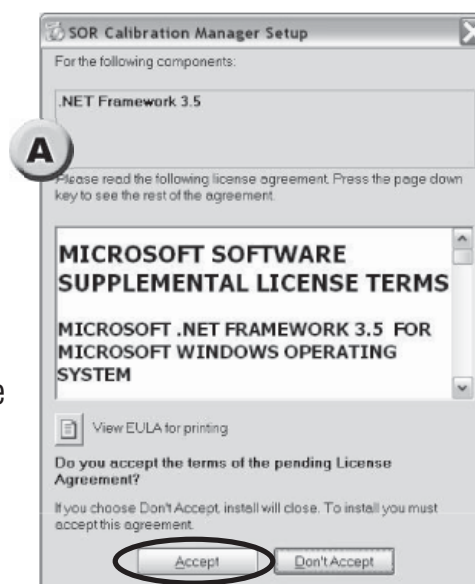 SOR Calibration Manager Setup
For the following components:
.NET Framework 3.5
A
Please read the following license agreement. Press the page down
key to see the rest of the agreement.
MICROSOFT SOFTWARE
SUPPLEMENTAL LICENSE TERMS
MICROSOFT .NET FRAMEWORK 3.5 FOR
MICROSOFT WINDOWS OPERATING
SYSTEM
e
View EULA for printing
Do you accept the terms of the pending License
Agreement?
If you choose Don't Accept, install will close. To install you must
accept this agreement.
Accept
Don't Accept